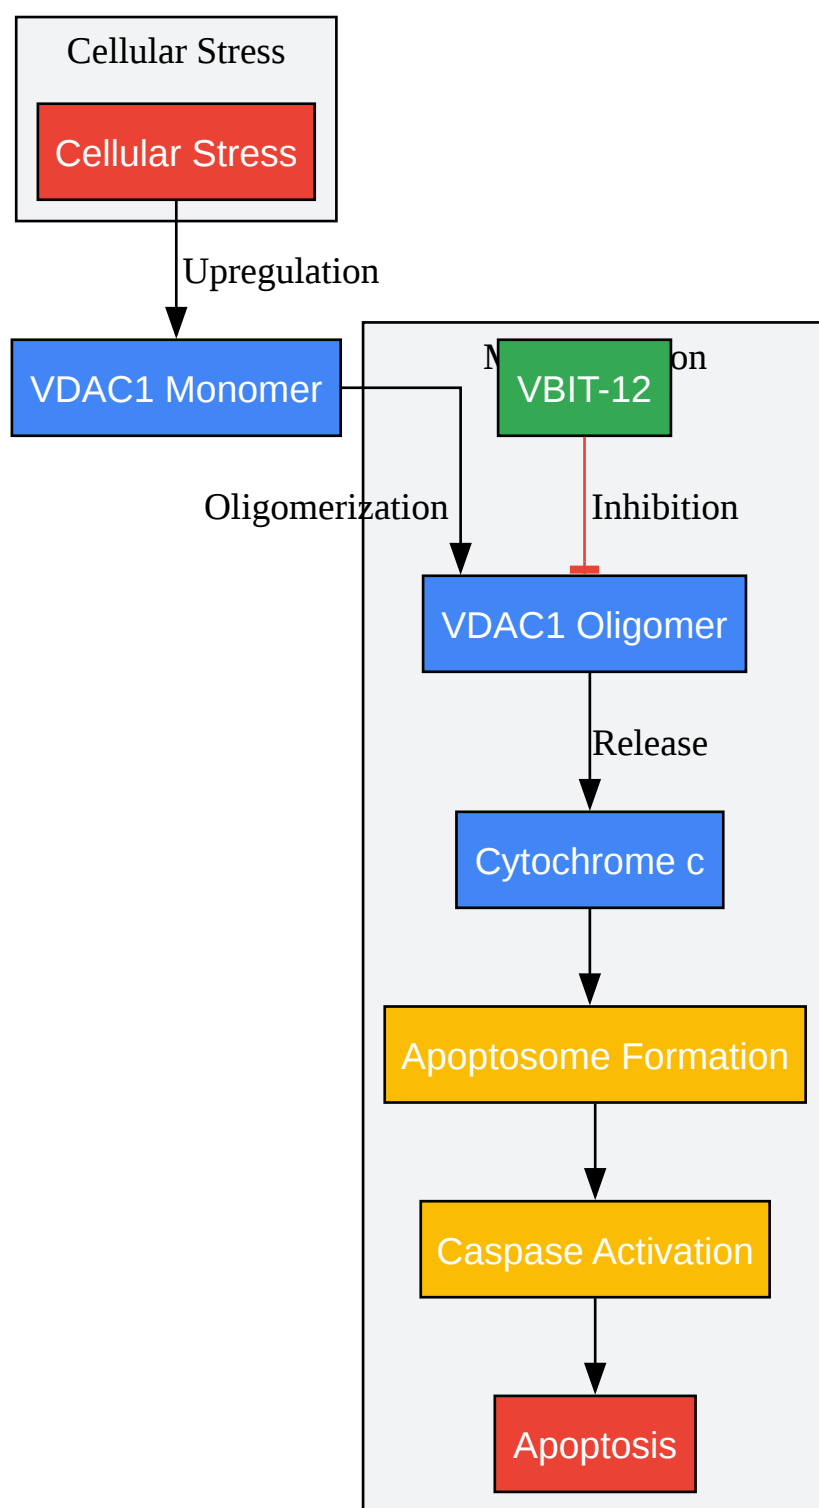 Cellular Stress
Cellular Stress
Upregulation
VDAC1 Monomer
VBIT-12
Oligomerization
Inhibition
VDAC1 Oligomer
Release
Cytochrome c
Apoptosome Formation
Caspase Activation
Apoptosis